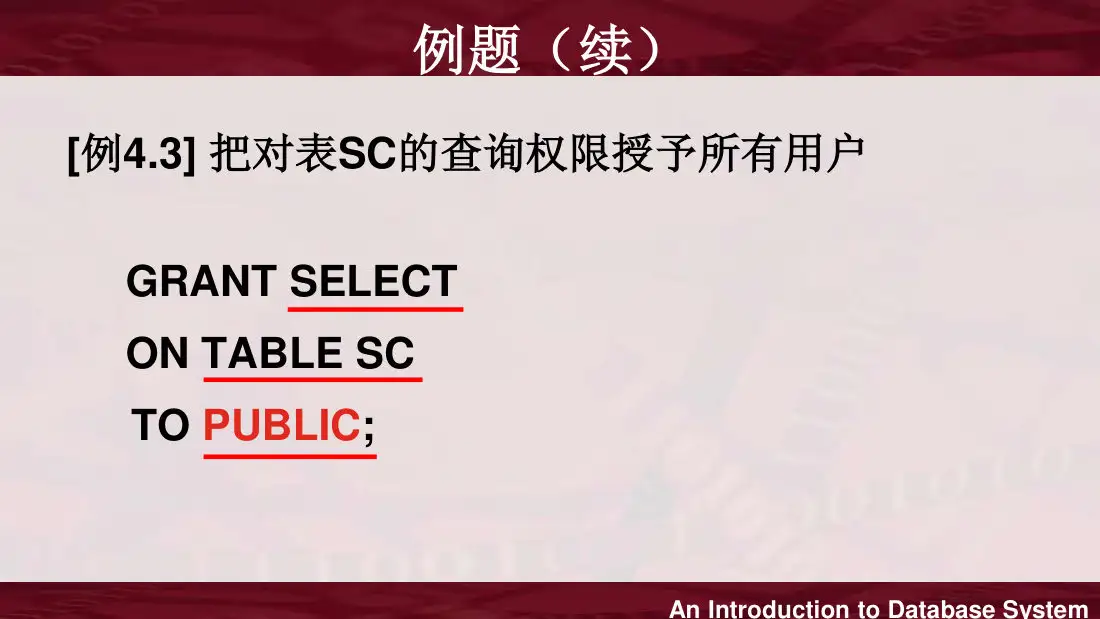 例题（续）
[例4.3] 把对表SC的查询权限授予所有用户
GRANT SELECT
ON TABLE SC
TO PUBLIC;
An Introduction to Database System